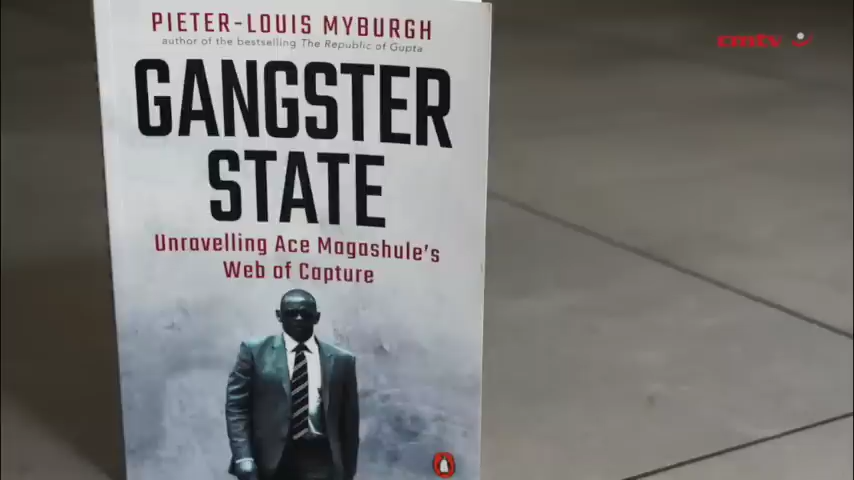 PIETER-LOUIS MYBURGH
author of the bestselling The Republic of Gupta
GANGSTER
STATE
Unravelling Ace Magashule's
Web of Capture
cmtv